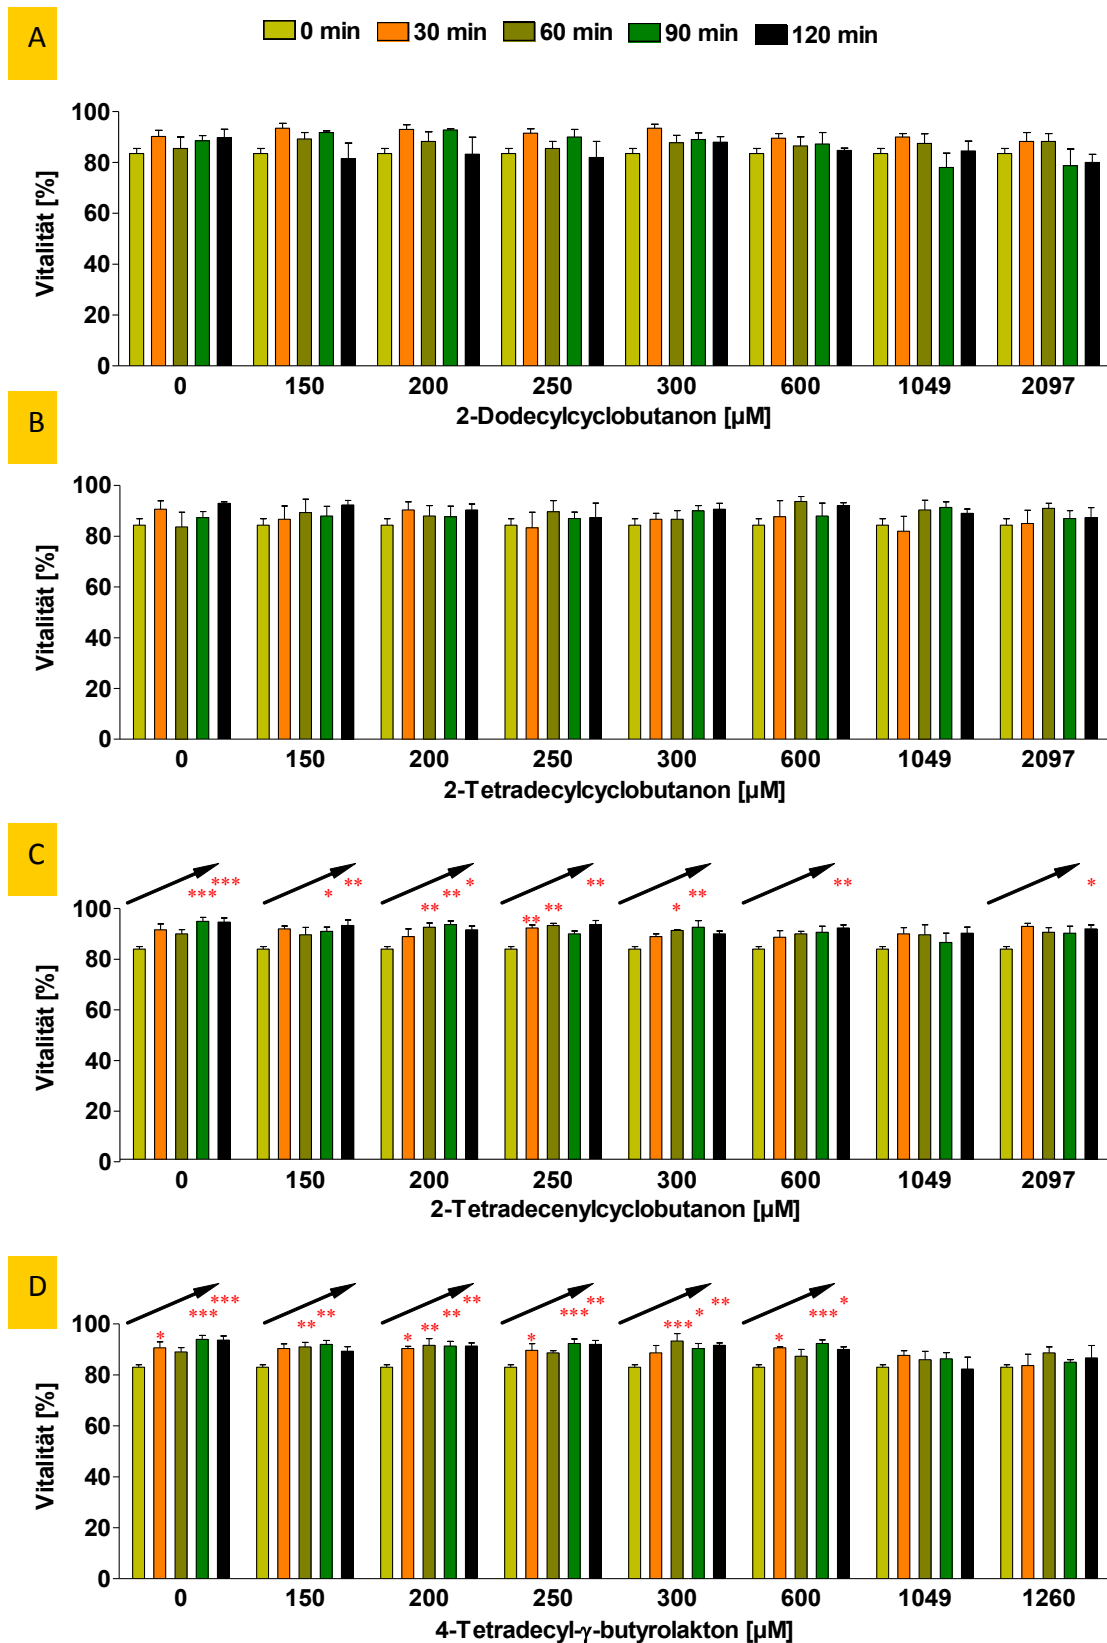 A
0 min 30 min 60 min 90 min 120 min
Vitalität [%]
100
80
60
40
20
0
0 150 200 250 300 600 1049 2097
2-Dodecylcyclobutanon [µM]
B
Vitalität [%]
100
80
60
40
20
0
0 150 200 250 300 600 1049 2097
2-Tetradecylcyclobutanon [µM]
C
*** *** * ** ** ** * ** ** ** * ** ** *
Vitalität [%]
100
80
60
40
20
0
0 150 200 250 300 600 1049 2097
2-Tetradecenylcyclobutanon [µM]
D
* *** *** ** ** * ** ** ** * *** ** *** * ** * *** *
Vitalität [%]
100
80
60
40
20
0
0 150 200 250 300 600 1049 1260
4-Tetradecyl-γ-butyrolakton [µM]